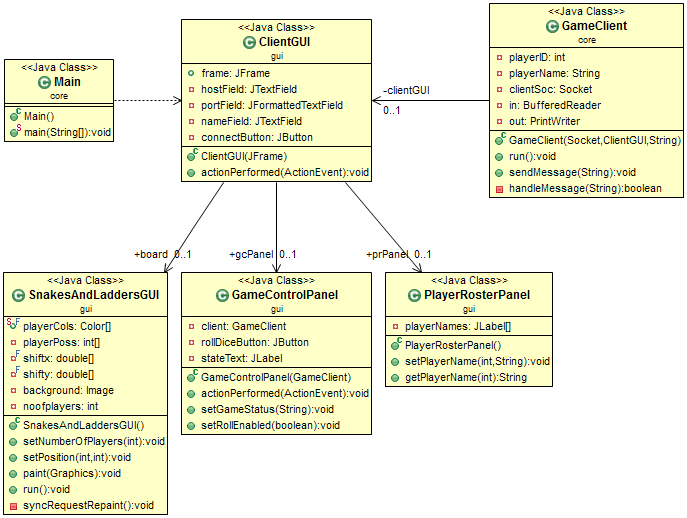 <<Java Class>>
Main
core
Main()
main(String[]):void
<<Java Class>>
ClientGUI
gui
frame: JFrame
hostField: JTextField
portField: JFormattedTextField
nameField: JTextField
connectButton: JButton
ClientGUI(JFrame)
actionPerformed(ActionEvent):void
<<Java Class>>
GameClient
core
playerID: int
playerName: String
clientSoc: Socket
in: BufferedReader
out: PrintWriter
GameClient(Socket,ClientGUI,String)
run():void
sendMessage(String):void
handleMessage(String):boolean
-clientGUI
0..1
+board 0..1
+gcPanel 0..1
+prPanel 0..1
<<Java Class>>
SnakesAndLaddersGUI
gui
playerCols: Color[]
playerPoss: int[]
shiftx: double[]
shifty: double[]
background: Image
noofplayers: int
SnakesAndLaddersGUI()
setNumberOfPlayers(int):void
setPosition(int,int):void
paint(Graphics):void
run():void
syncRequestRepaint():void
<<Java Class>>
GameControlPanel
gui
client: GameClient
rollDiceButton: JButton
stateText: JLabel
GameControlPanel(GameClient)
actionPerformed(ActionEvent):void
setGameStatus(String):void
setRollEnabled(boolean):void
<<Java Class>>
PlayerRosterPanel
gui
playerNames: JLabel[]
PlayerRosterPanel()
setPlayerName(int,String):void
getPlayerName(int):String